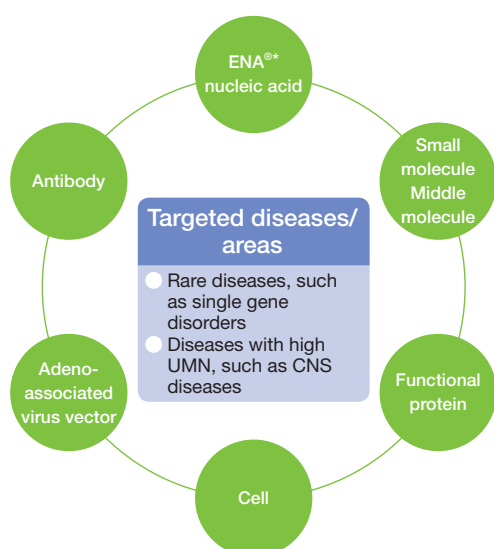 ENA®*
nucleic acid
Small
molecule
Middle
molecule
Antibody
Targeted diseases/
areas
Rare diseases, such
as single gene
disorders
Diseases with high
UMN, such as CNS
diseases
Adeno-
associated
virus vector
Functional
protein
Cell